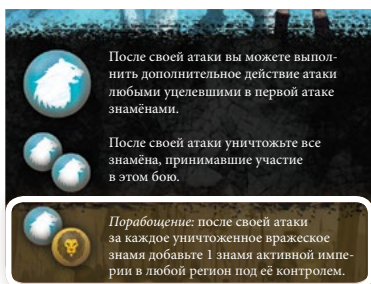 После своей атаки вы можете выпол-
нить дополнительное действие атаки
любыми уцелевшими в первой атаке
знамёнами.
После своей атаки уничтожьте все
знамёна, принимавшие участие
в этом бою.
Порабощение: после своей атаки
за каждое уничтоженное вражеское
знамя добавьте 1 знамя активной импе-
рии в любой регион под её контролем.